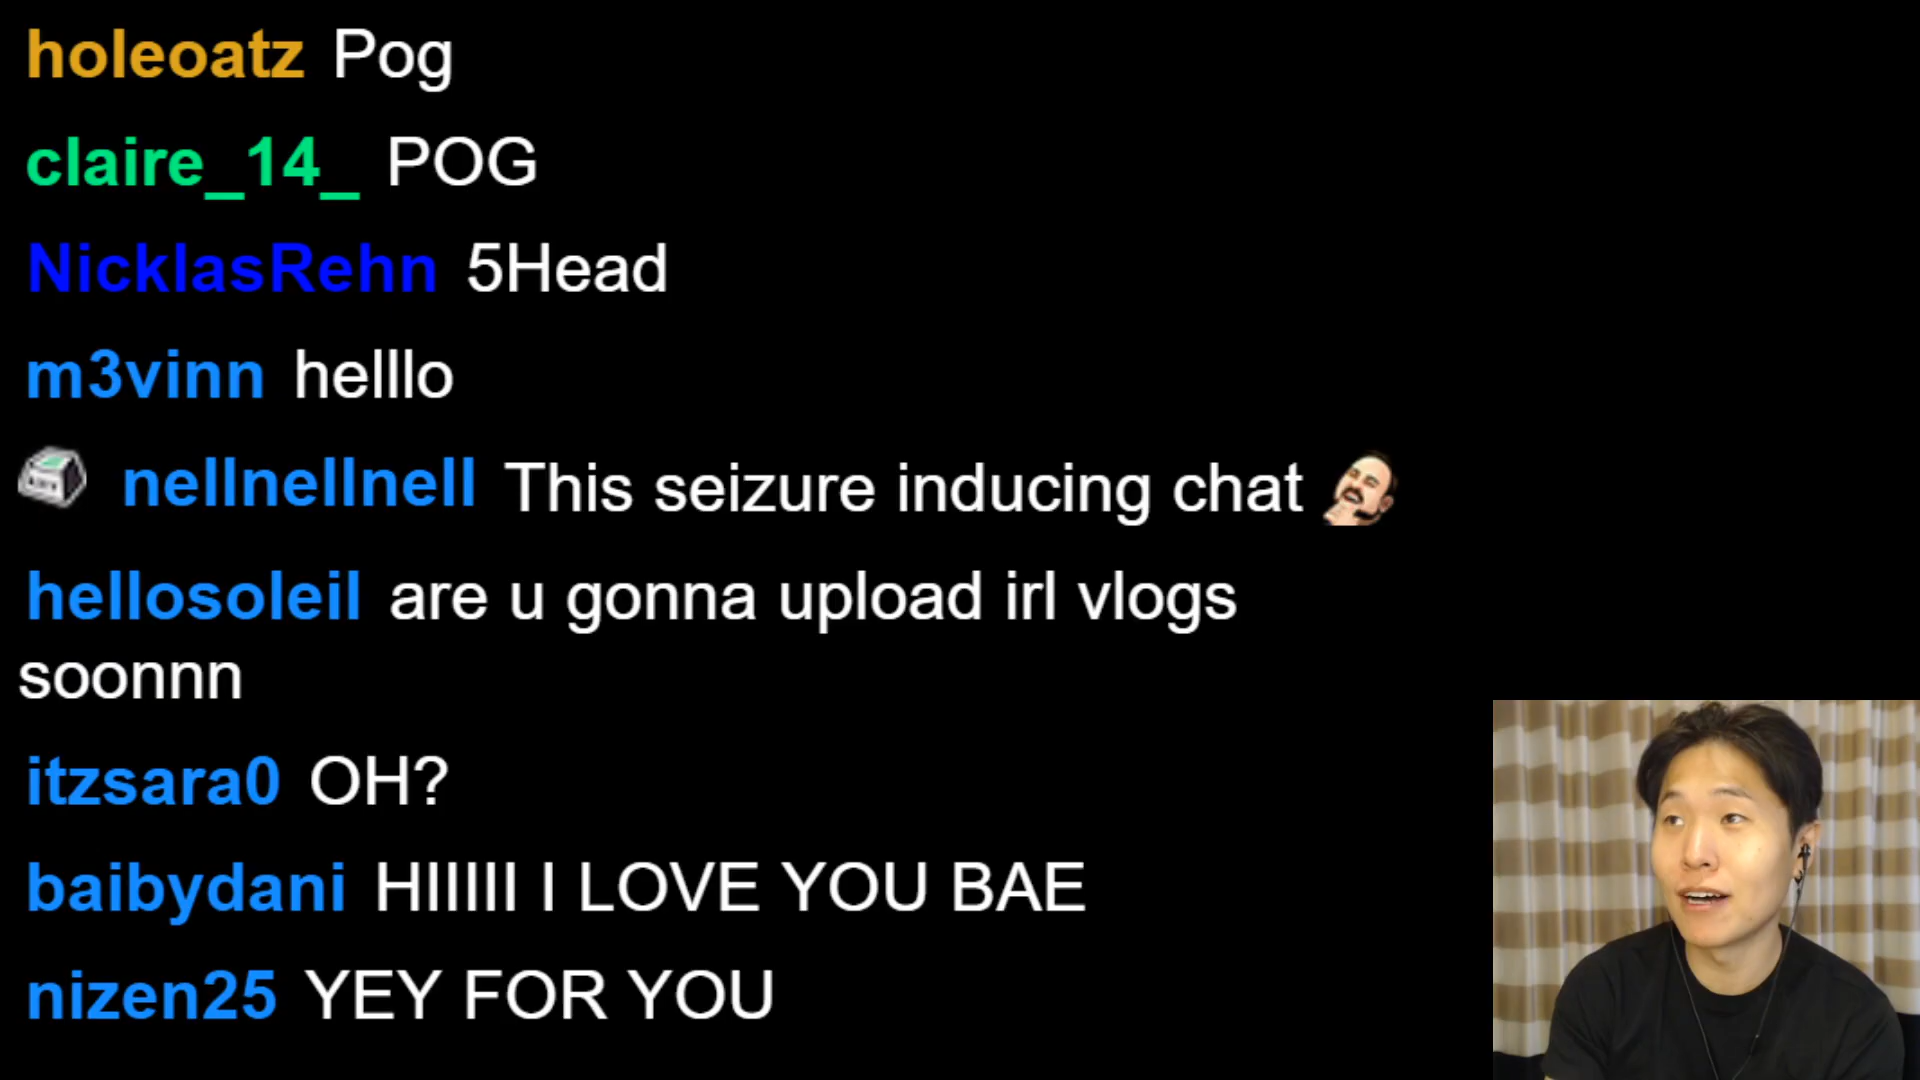 holeoatz Pog
claire_14_ POG
NicklasRehn 5Head
m3vinn helllo
nellnellnell This seizure inducing chat
hellosoleil are u gonna upload irl vlogs
soonnn
itzsara0 OH?
baibydani HIIIIII I LOVE YOU BAE
nizen25 YEY FOR YOU